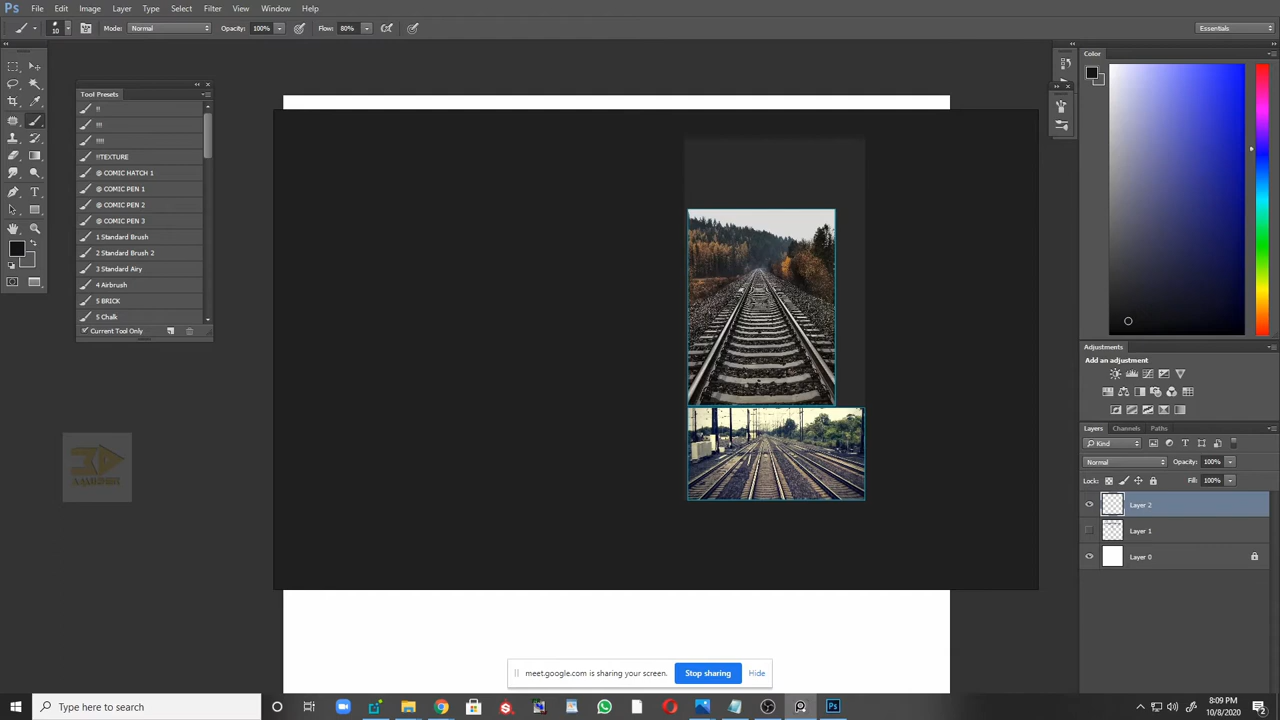 Ps File Edit Image Layer Type Select Filter View Window Help
10 Mode: Normal Opacity: 100% Flow: 80% Essentials
Tool Presets
!!
!!!
!!!!
!!TEXTURE
@ COMIC HATCH 1
@ COMIC PEN 1
@ COMIC PEN 2
@ COMIC PEN 3
1 Standard Brush
2 Standard Brush 2
3 Standard Airy
4 Airbrush
5 BRICK
5 Chalk
Current Tool Only
Color
Adjustments
Add an adjustment
Layers Channels Paths
Kind
Normal Opacity: 100%
Lock: Fill: 100%
Layer 2
Layer 1
Layer 0
meet.google.com is sharing your screen. Stop sharing Hide
Type here to search
Ps
8:09 PM
10/8/2020
2